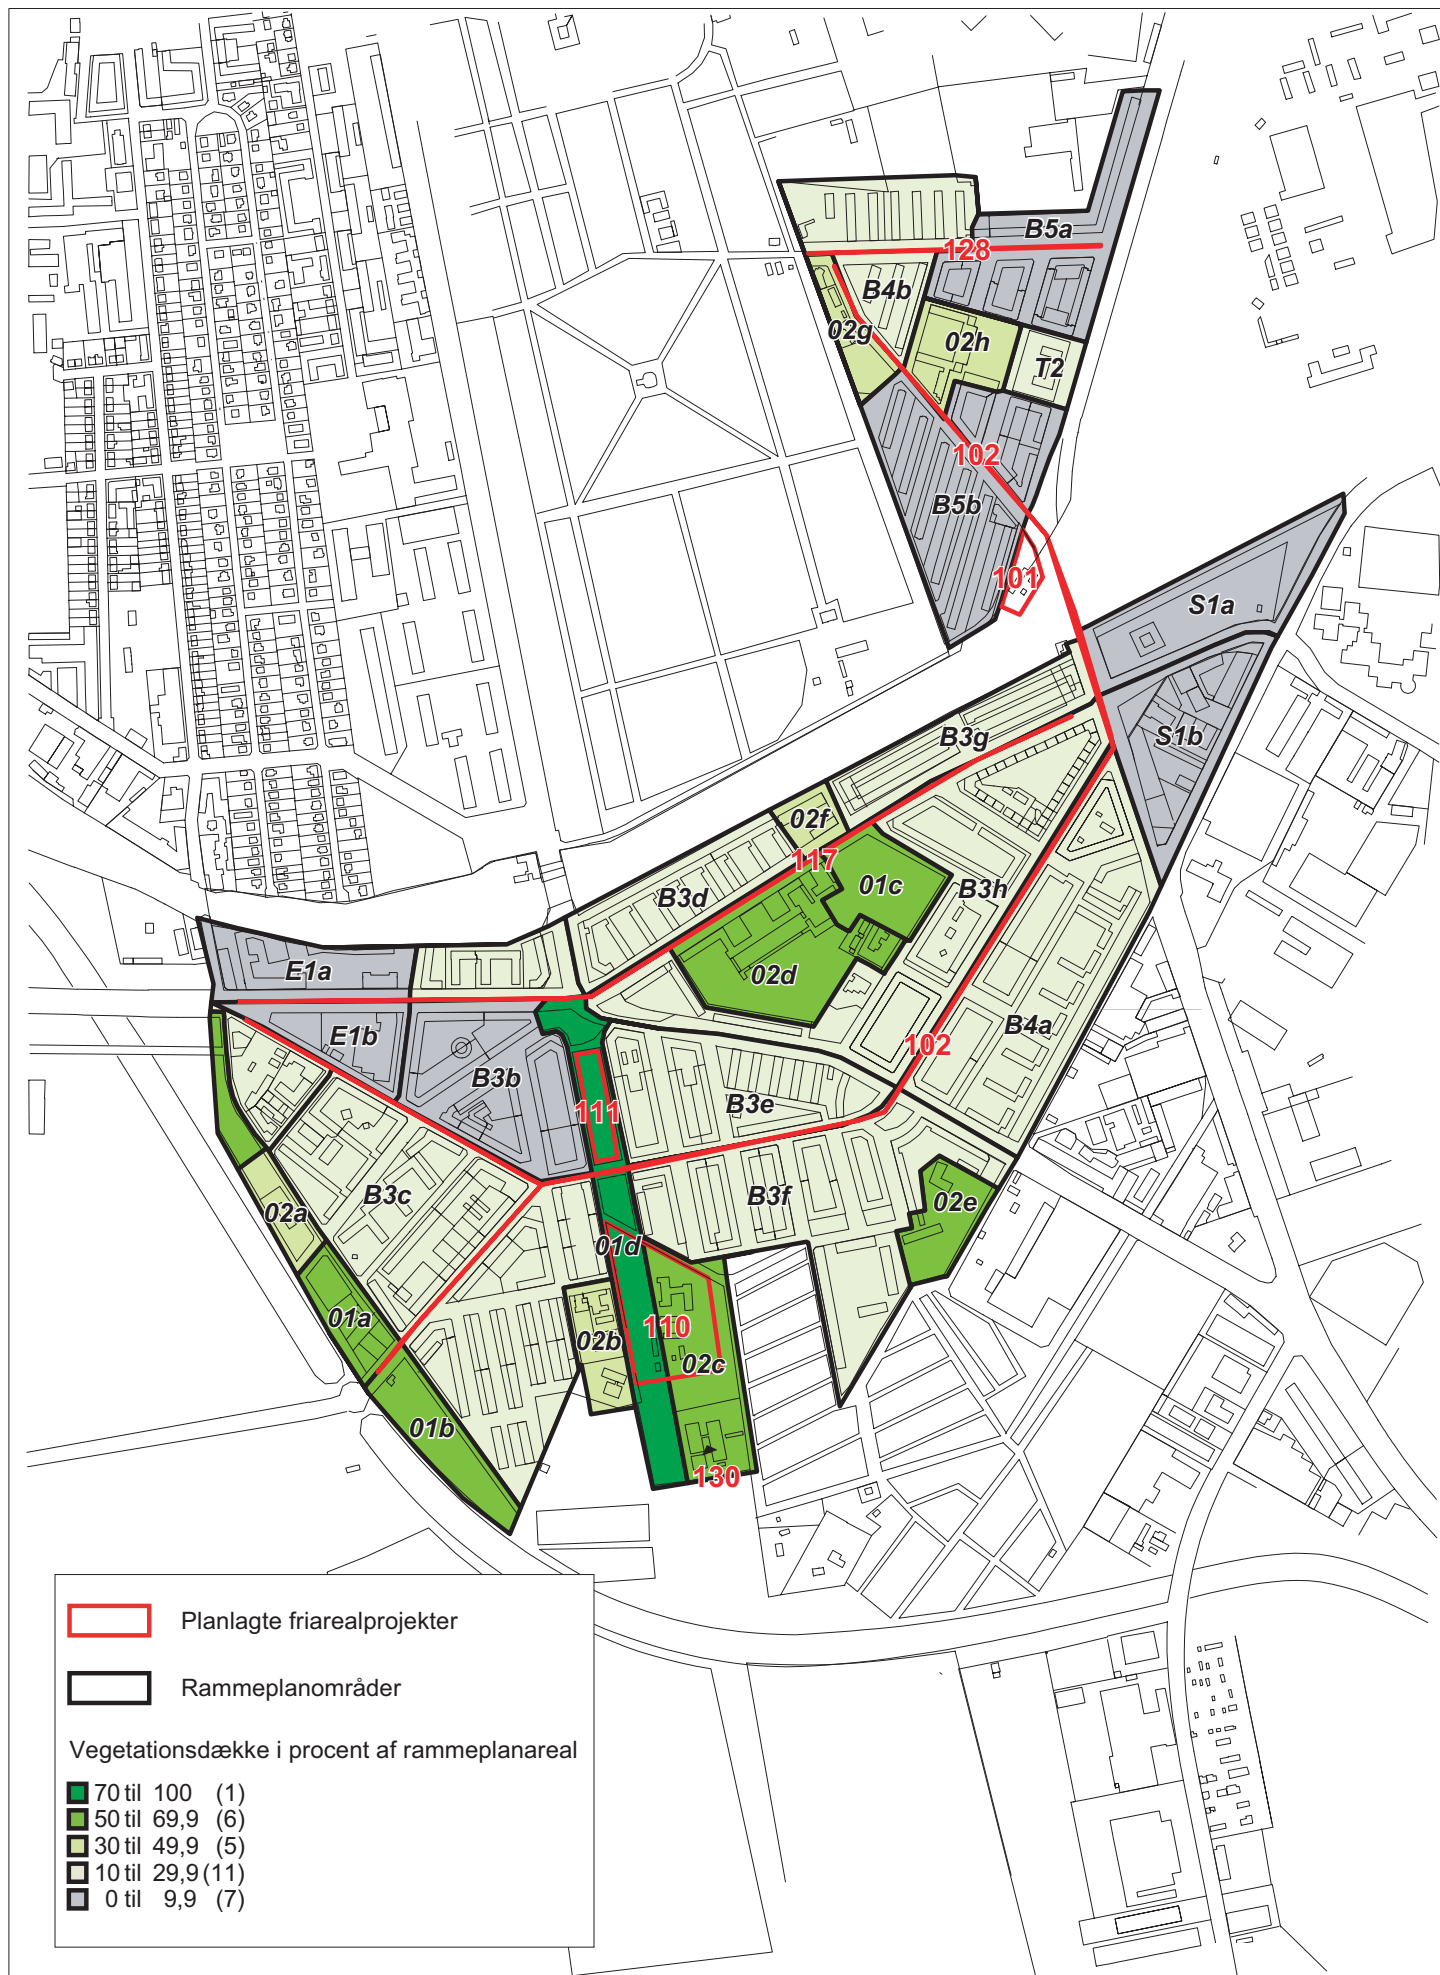 B5a
128
B4b
02g
02h
T2
102
B5b
101
S1a
S1b
B3g
02f
117
01c
B3h
B3d
02d
E1a
B4a
E1b
102
B3b
111
B3e
B3c
B3f
02e
02a
01d
01a
110
02b
02c
01b
130
Planlagte friarealprojekter
Rammeplanområder
Vegetationsdække i procent af rammeplanareal
70 til 100 (1)
50 til 69,9 (6)
30 til 49,9 (5)
10 til 29,9 (11)
0 til 9,9 (7)